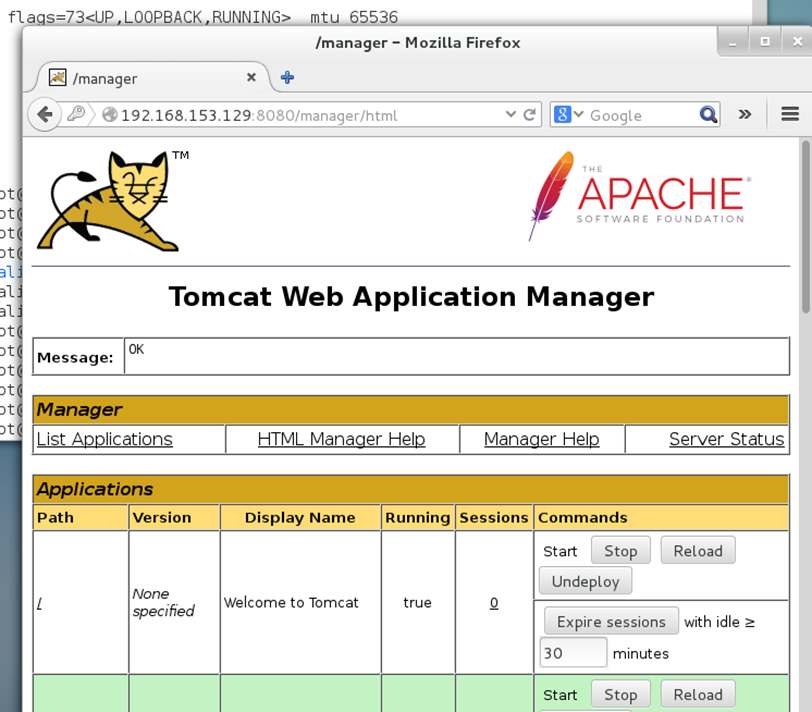 flags=73<UP,LOOPBACK,RUNNING> mtu 65536
/manager – Mozilla Firefox
/manager
192.168.153.129:8080/manager/html
Google
TM
THE
APACHE®
SOFTWARE FOUNDATION
Tomcat Web Application Manager
Message: OK
Manager
List Applications HTML Manager Help Manager Help Server Status
Applications
Path Version Display Name Running Sessions Commands
/ None specified Welcome to Tomcat true 0
Start Stop Reload
Undeploy
Expire sessions with idle ≥
30 minutes
Start Stop Reload